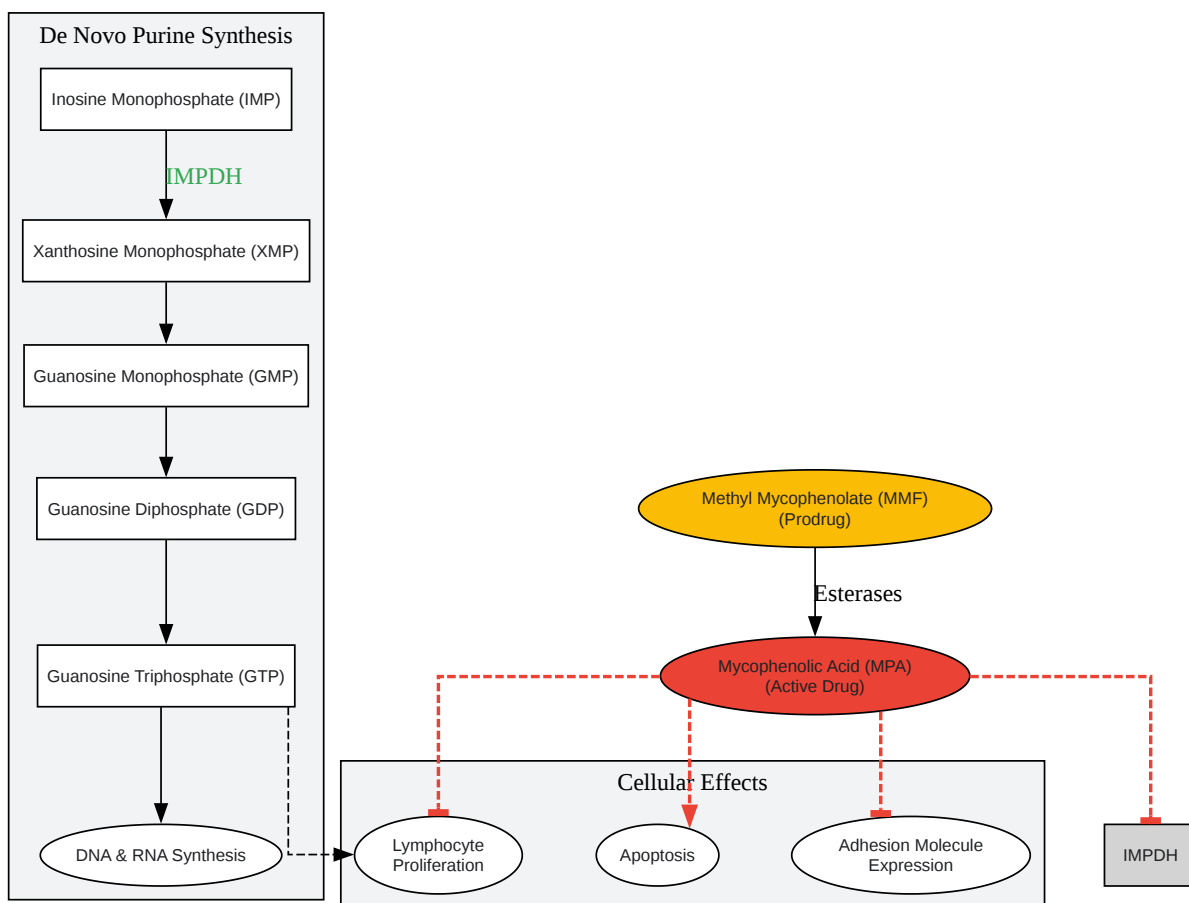 De Novo Purine Synthesis
Inosine Monophosphate (IMP)
IMPDH
Xanthosine Monophosphate (XMP)
Guanosine Monophosphate (GMP)
Guanosine Diphosphate (GDP)
Guanosine Triphosphate (GTP)
DNA & RNA Synthesis
Methyl Mycophenolate (MMF)
(Prodrug)
Esterases
Mycophenolic Acid (MPA)
(Active Drug)
Cellular Effects
Lymphocyte
Proliferation
Apoptosis
Adhesion Molecule
Expression
IMPDH